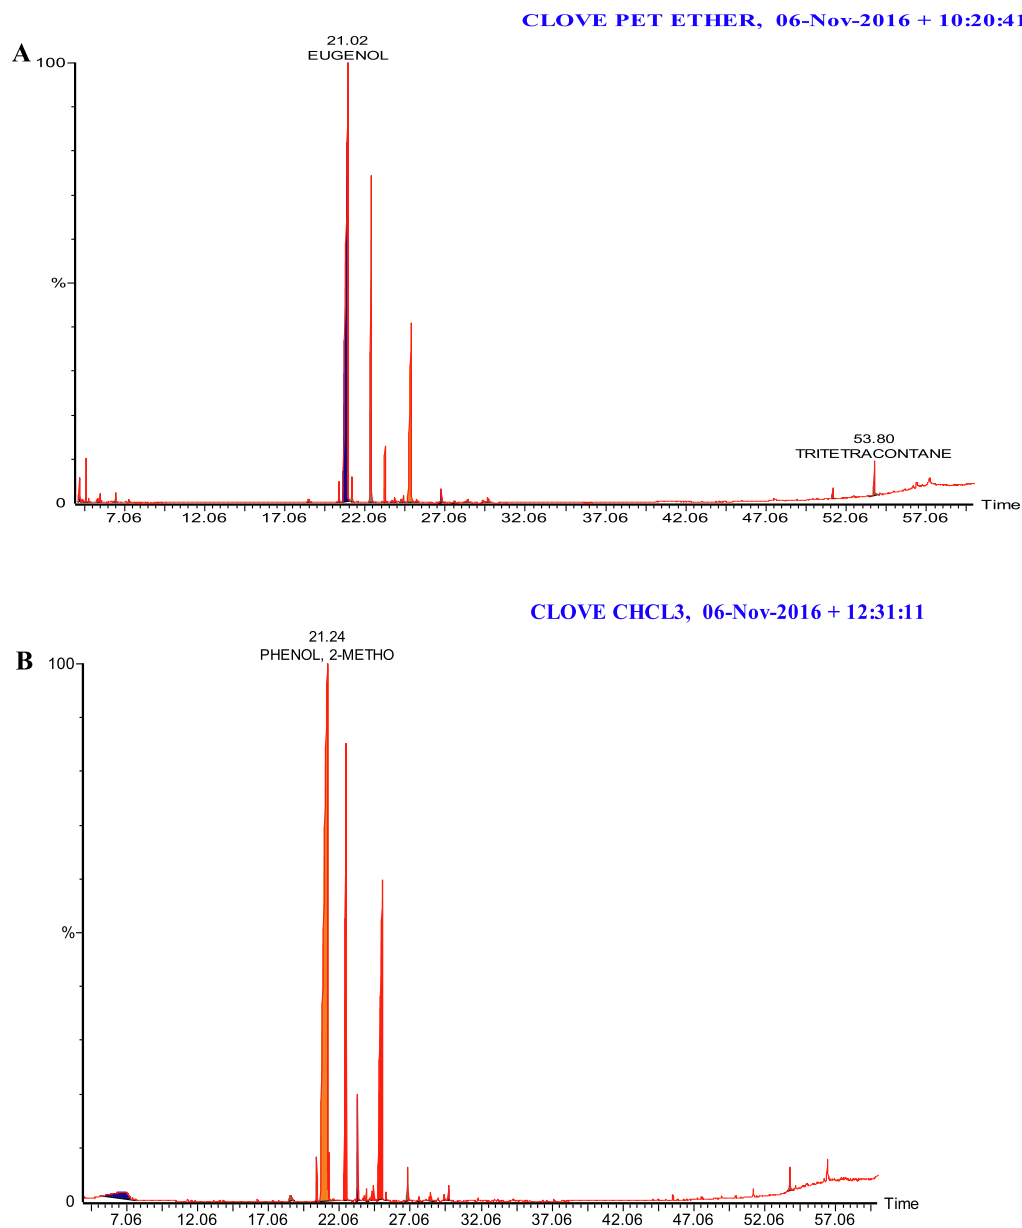 CLOVE PET ETHER, 06-Nov-2016 + 10:20:41
A
21.02
EUGENOL
100
%
53.80
TRITETRACONTANE
0
7.06 12.06 17.06 22.06 27.06 32.06 37.06 42.06 47.06 52.06 57.06
Time
CLOVE CHCL3, 06-Nov-2016 + 12:31:11
B
21.24
PHENOL, 2-METHO
100
%
0
7.06 12.06 17.06 22.06 27.06 32.06 37.06 42.06 47.06 52.06 57.06
Time